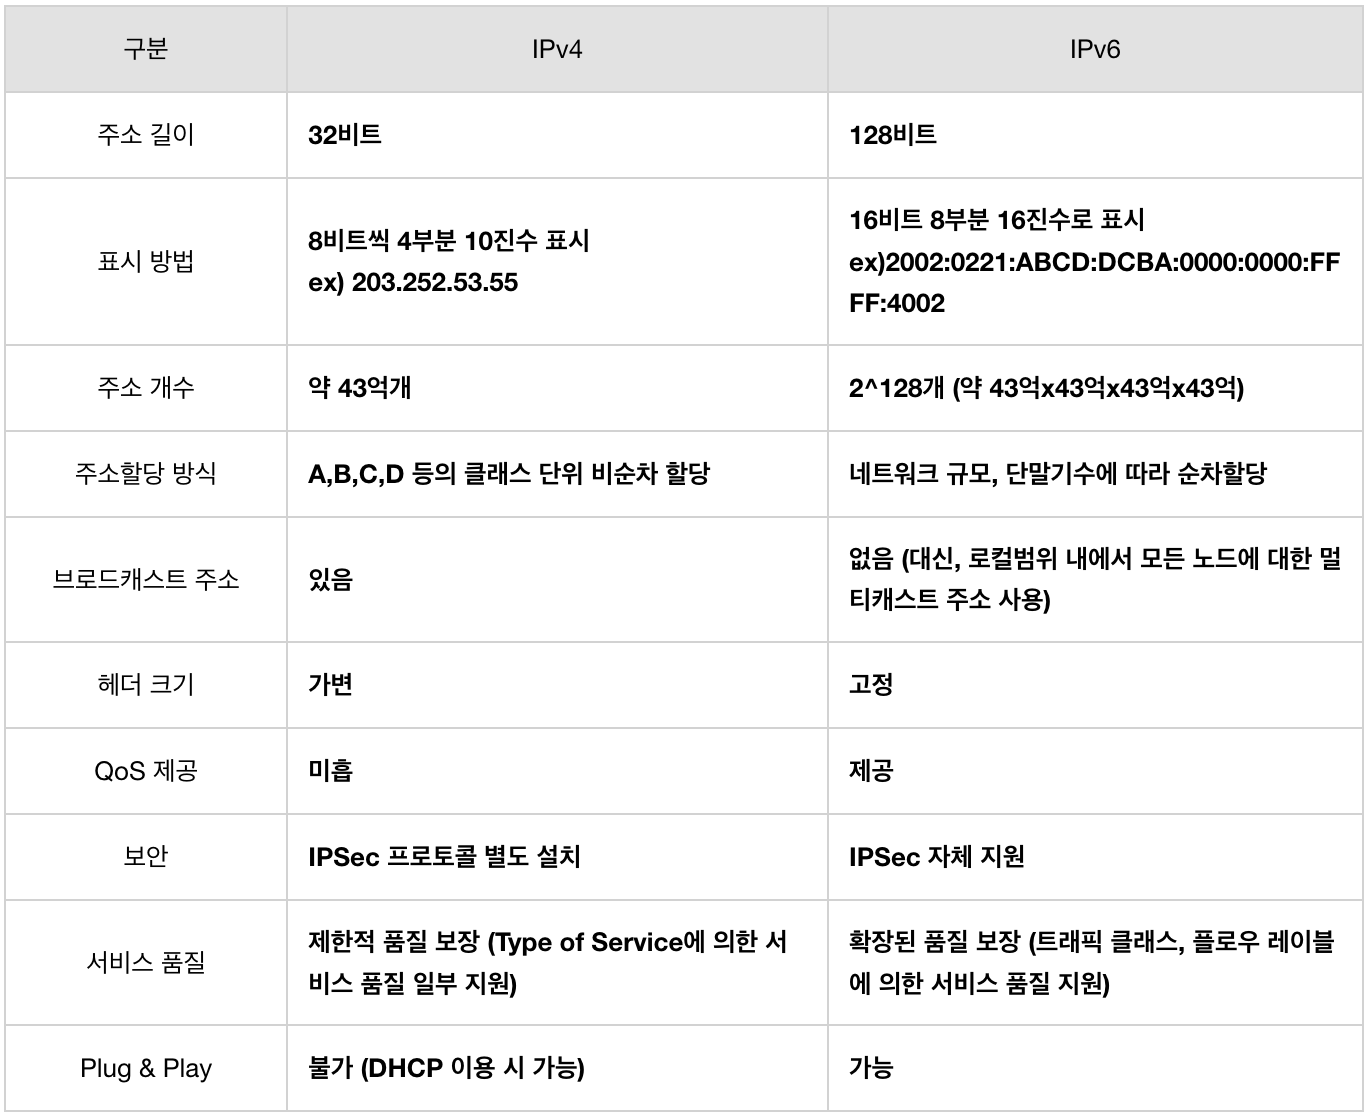 구분
IPv4
IPv6
주소 길이
32비트
128비트
표시 방법
8비트씩 4부분 10진수 표시
ex) 203.252.53.55
16비트 8부분 16진수로 표시
ex)2002:0221:ABCD:DCBA:0000:0000:FF
FF:4002
주소 개수
약 43억개
2^128개 (약 43억x43억x43억x43억)
주소할당 방식
A,B,C,D 등의 클래스 단위 비순차 할당
네트워크 규모, 단말기수에 따라 순차할당
브로드캐스트 주소
있음
없음 (대신, 로컬범위 내에서 모든 노드에 대한 멀
티캐스트 주소 사용)
헤더 크기
가변
고정
QoS 제공
미흡
제공
보안
IPSec 프로토콜 별도 설치
IPSec 자체 지원
서비스 품질
제한적 품질 보장 (Type of Service에 의한 서
비스 품질 일부 지원)
확장된 품질 보장 (트래픽 클래스, 플로우 레이블
에 의한 서비스 품질 지원)
Plug & Play
불가 (DHCP 이용 시 가능)
가능